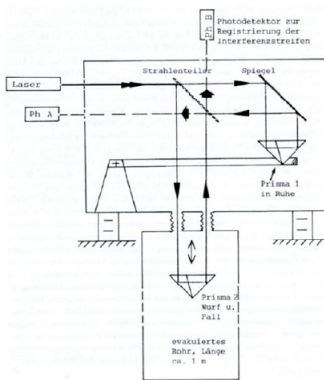 Ph B
Photodetektor zur
Registrierung der
Interferenzstreifen
Strahlenteiler
Spiegel
Laser
Ph A
Prisma 1
in Ruhe
Prisma 2
Wurf u.
Fall
evakuiertes
Rohr, Länge
ca. 1 m